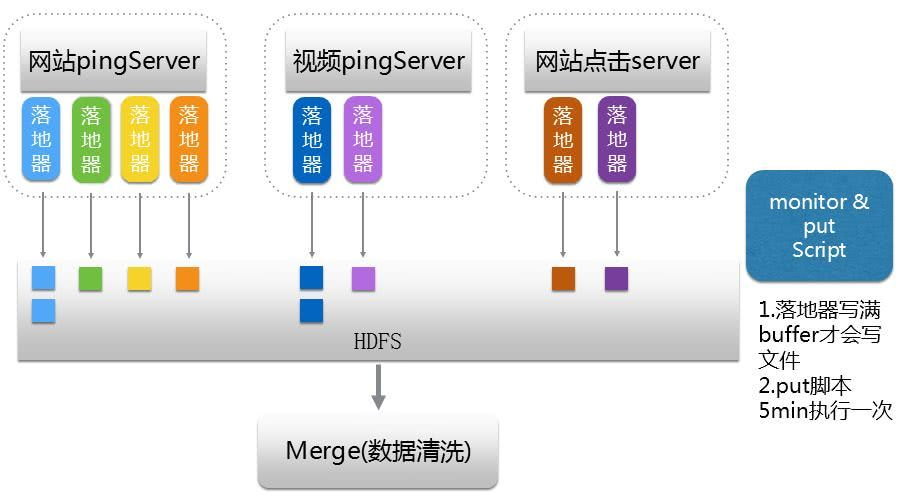 网站pingServer
视频pingServer
网站点击server
落地器
落地器
落地器
落地器
落地器
落地器
落地器
落地器
monitor &
put
Script
HDFS
1.落地器写满
buffer才会写
文件
2.put脚本
5min执行一次
Merge(数据清洗)